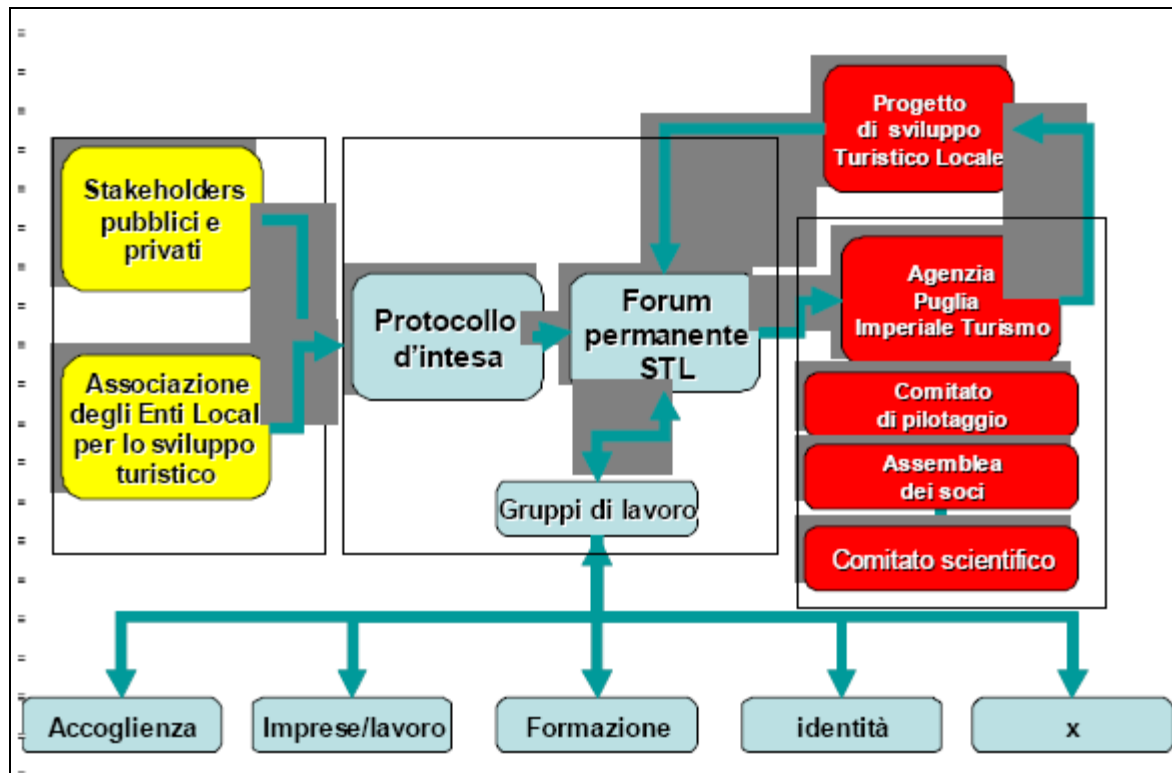 Stakeholders
pubblici e
privati
Associazione
degli Enti Local
per lo sviluppo
turistico
Protocollo
d'intesa
Forum
permanente
STL
Gruppi di lavoro
Progetto
di sviluppo
Turistico Locale
Agenzia
Puglia
Imperiale Turismo
Comitato
di pilotaggio
Assemblea
dei soci
Comitato scientifico
Accoglienza
Imprese/lavoro
Formazione
identità
x